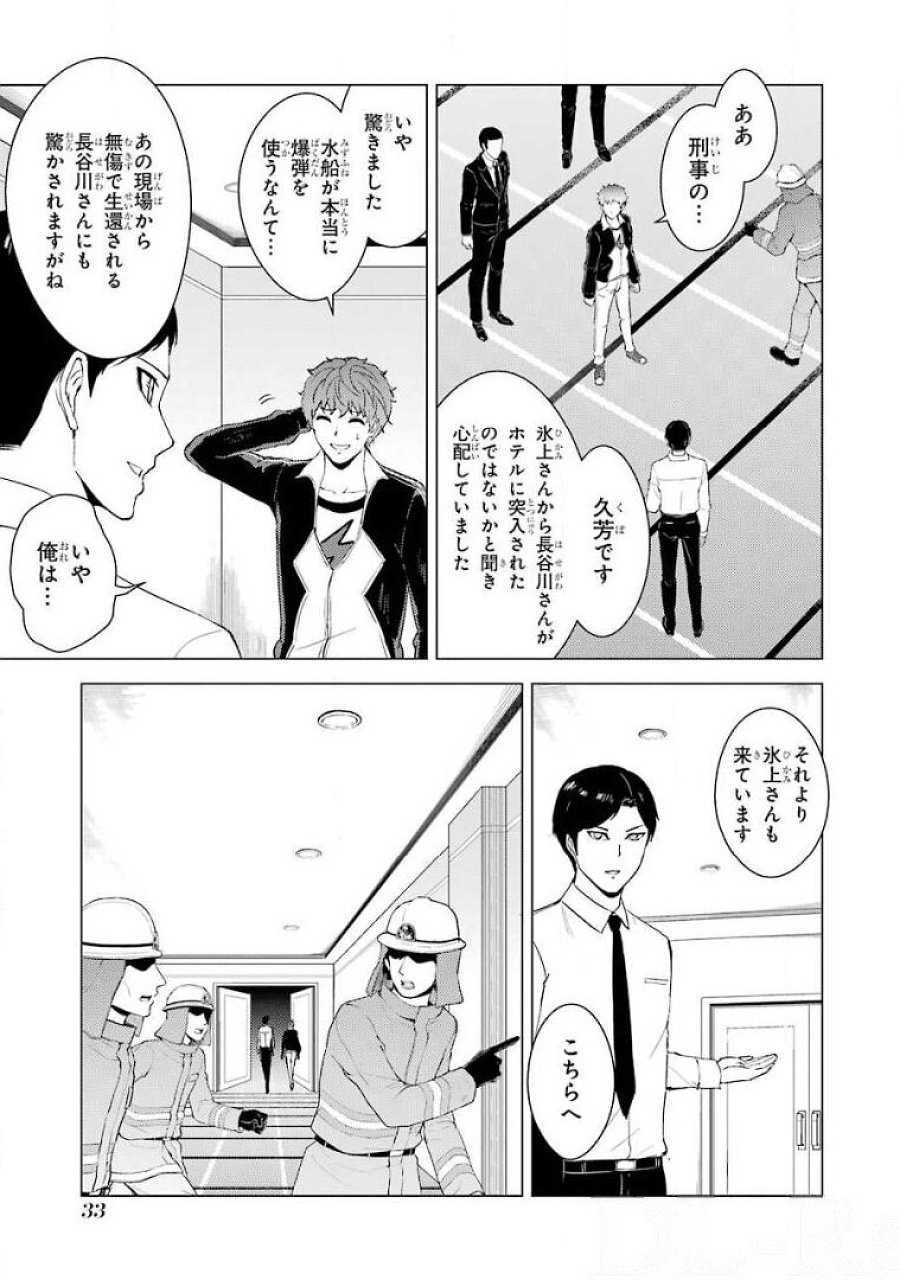 ああ
刑事の…
久芳です
氷上さんから長谷川さんが
ホテルに突入された
のではないかと聞き
心配していました
いや
驚きました
水船が本当に
爆弾を
使うなんて…
あの現場から
無傷で生還される
長谷川さんにも
驚かされますがね
いや
俺は…
それより
氷上さんも
来ています
こちらへ
33